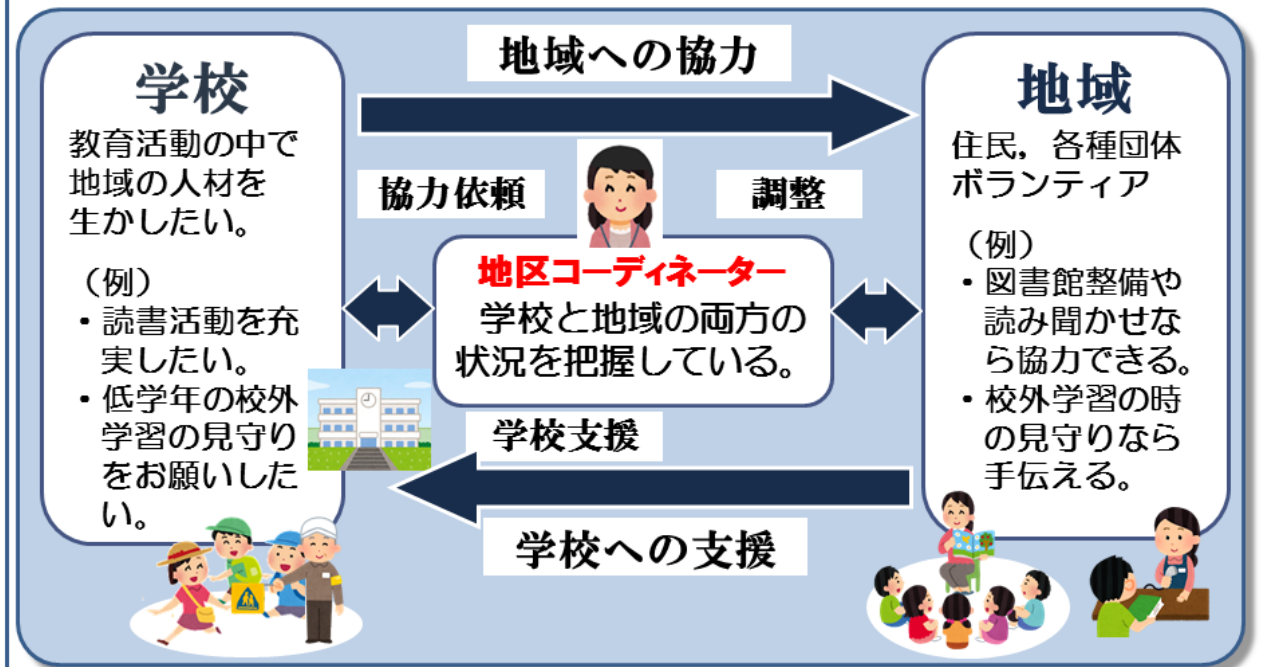 学校
教育活動の中で
地域の人材を
生かしたい。
（例）
・読書活動を充
実したい。
・低学年の校外
学習の見守り
をお願いした
い。
地域への協力
協力依頼
調整
地区コーディネーター
学校と地域の両方の
状況を把握している。
学校支援
学校への支援
地域
住民，各種団体
ボランティア
（例）
・図書館整備や
読み聞かせな
ら協力できる。
・校外学習の時
の見守りなら
手伝える。